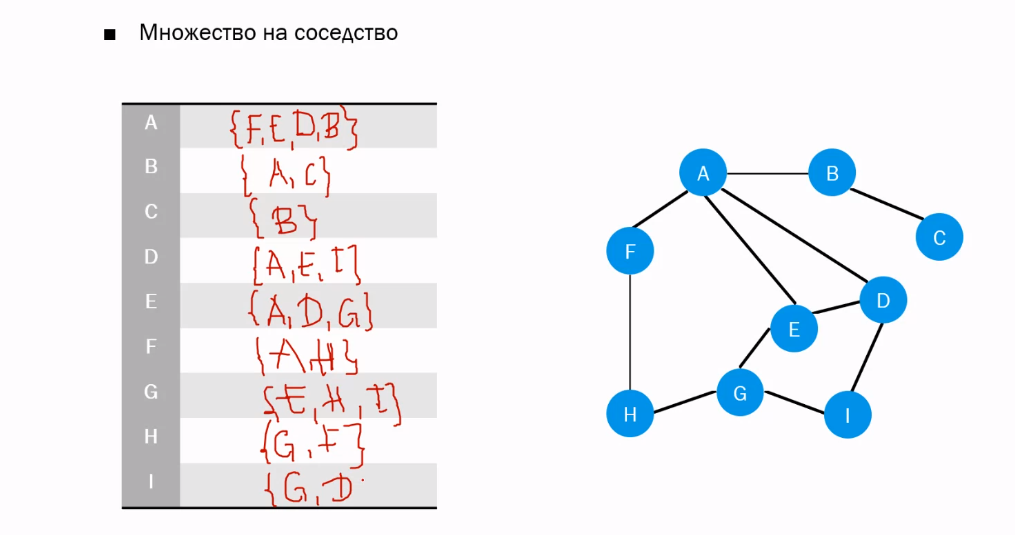 ■ Множество на соседство
A {F,E,D,B}
B { A,C}
C {B}
D {A,E,I}
E {A,D,G}
F {A H}
G {E,H,I}
H {G,F}
I {G,D
A
B
C
F
D
E
G
H
I